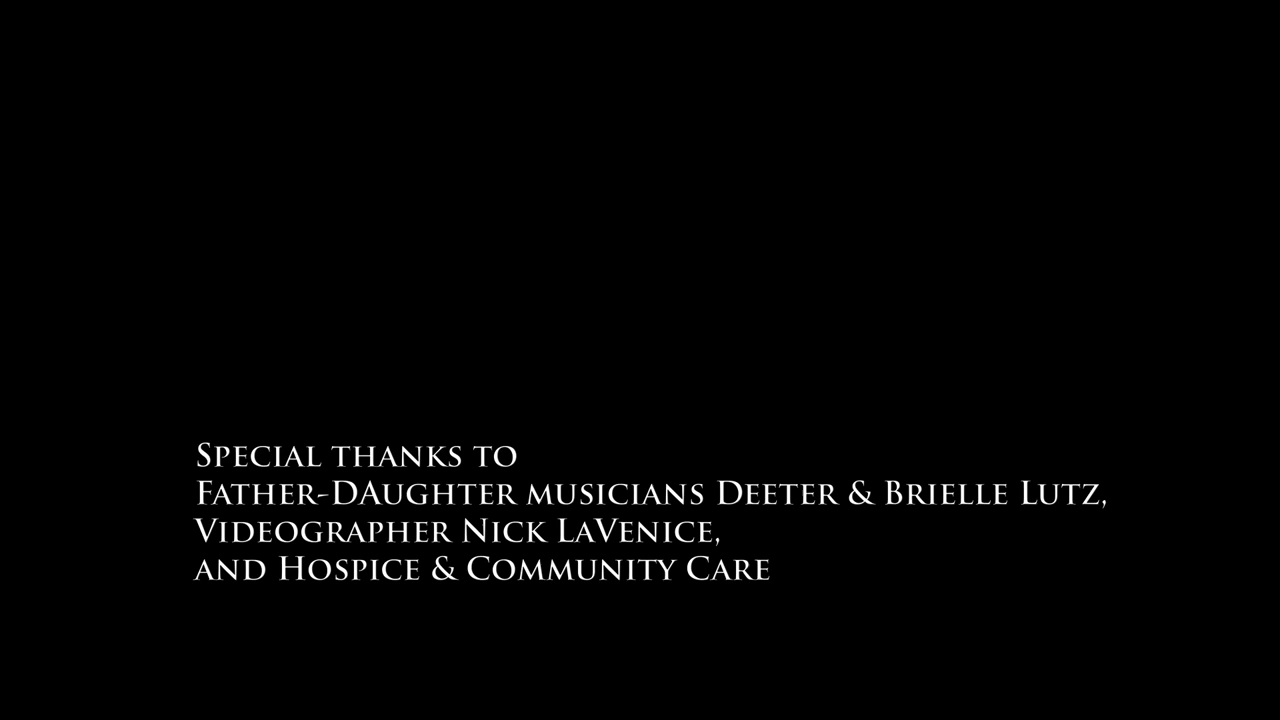 Special thanks to
Father-DAughter musicians Deeter & Brielle Lutz,
Videographer Nick LaVenice,
and Hospice & Community Care